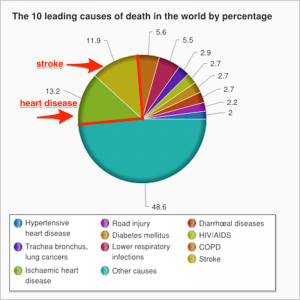 The 10 leading causes of death in the world by percentage
5.6
11.9
5.5
stroke
2.9
2.7
2.7
13.2
2.7
heart disease
2.2
2
48.6
Hypertensive
heart disease
Road injury
Diarrhœal diseases
Diabetes mellitus
HIV/AIDS
Trachea bronchus,
lung cancers
Lower respiratory
infections
COPD
Stroke
Ischaemic heart
disease
Other causes